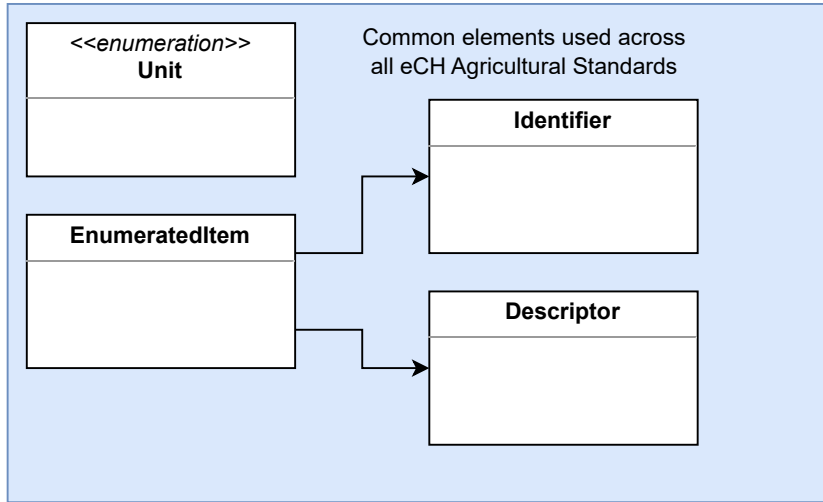 <<enumeration>>
Unit
Common elements used across
all eCH Agricultural Standards
Identifier
EnumeratedItem
Descriptor